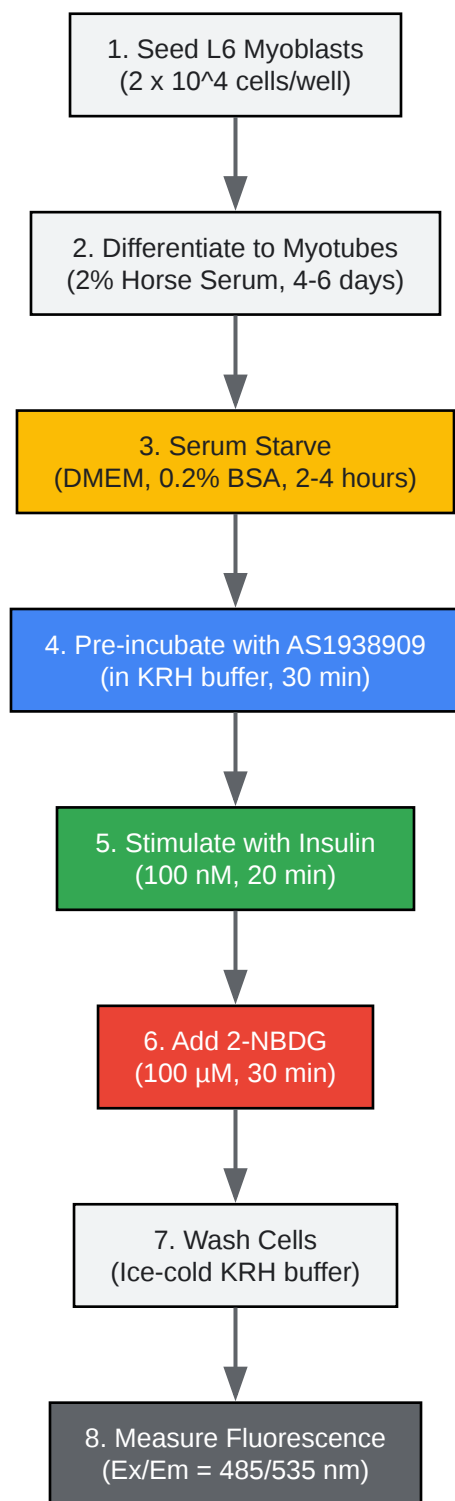 1. Seed L6 Myoblasts
(2 x 10^4 cells/well)
2. Differentiate to Myotubes
(2% Horse Serum, 4-6 days)
3. Serum Starve
(DMEM, 0.2% BSA, 2-4 hours)
4. Pre-incubate with AS1938909
(in KRH buffer, 30 min)
5. Stimulate with Insulin
(100 nM, 20 min)
6. Add 2-NBDG
(100 µM, 30 min)
7. Wash Cells
(Ice-cold KRH buffer)
8. Measure Fluorescence
(Ex/Em = 485/535 nm)